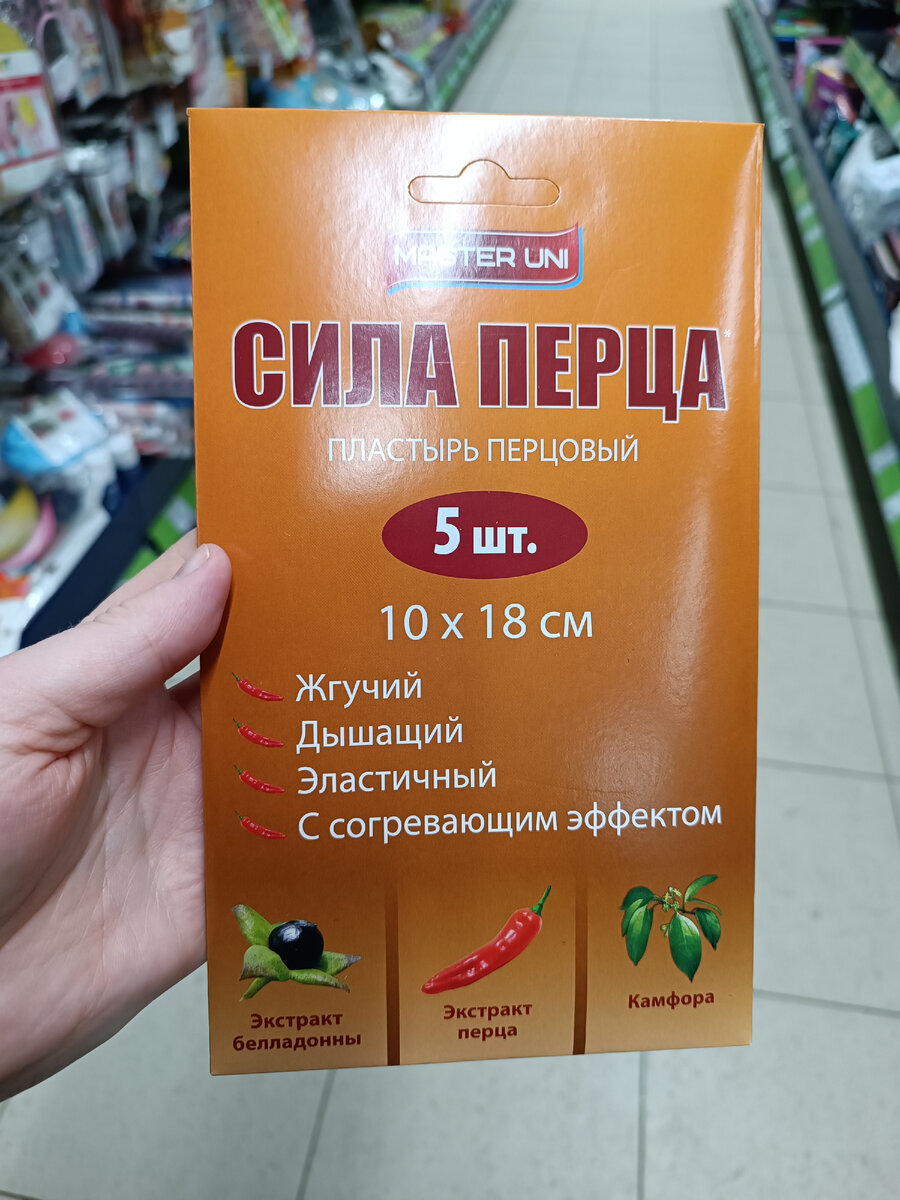 MASTER UNI
СИЛА ПЕРЦА*
ПЛАСТЫРЬ ПЕРЦОВЫЙ
5 шт.
10 x 18 см
Жгучий
Дышащий
Эластичный
С согревающим эффектом
Экстракт
белладонны
Экстракт
перца
Камфора